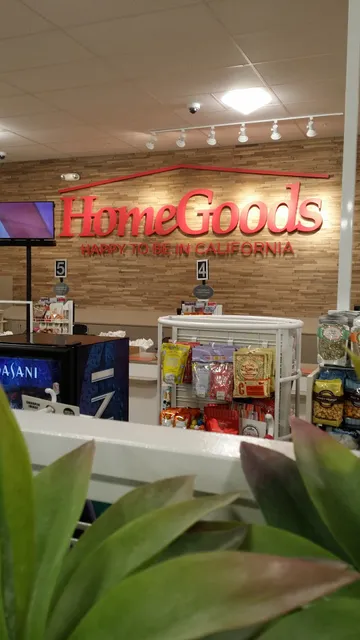 HomeGoods
HAPPY TO BE IN CALIFORNIA
5
4
DASANI